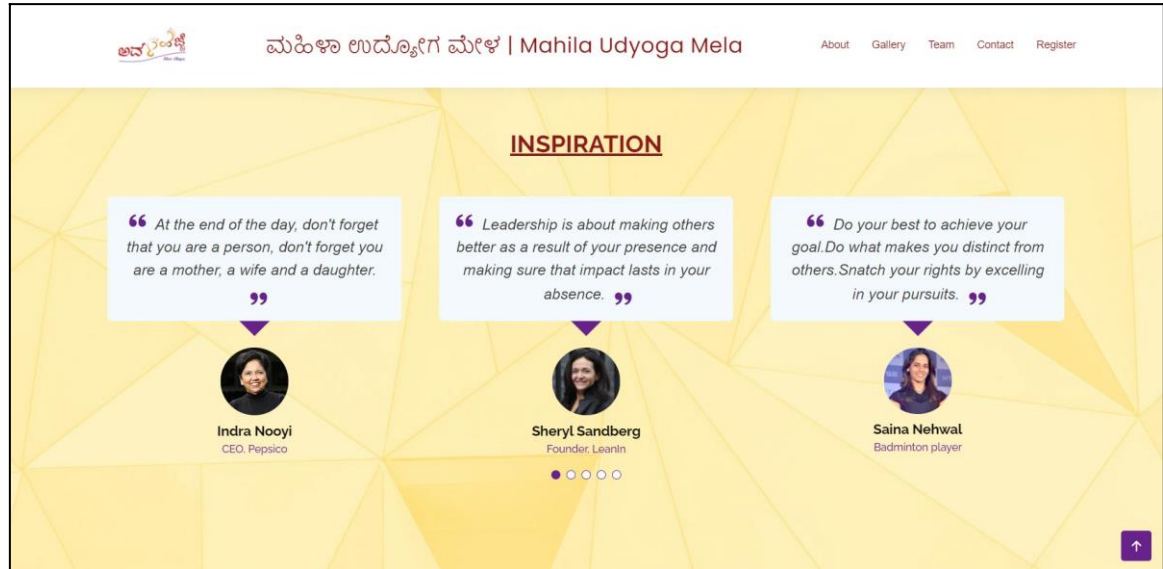 ಮಹಿಳಾ ಉದ್ಯೋಗ ಮೇಳ | Mahila Udyoga Mela
About Gallery Team Contact Register
INSPIRATION
“ At the end of the day, don't forget
that you are a person, don't forget you
are a mother, a wife and a daughter.
”
Indra Nooyi
CEO, Pepsico
“ Leadership is about making others
better as a result of your presence and
making sure that impact lasts in your
absence. ”
Sheryl Sandberg
Founder, LeanIn
“ Do your best to achieve your
goal.Do what makes you distinct from
others.Snatch your rights by excelling
in your pursuits. ”
Saina Nehwal
Badminton player